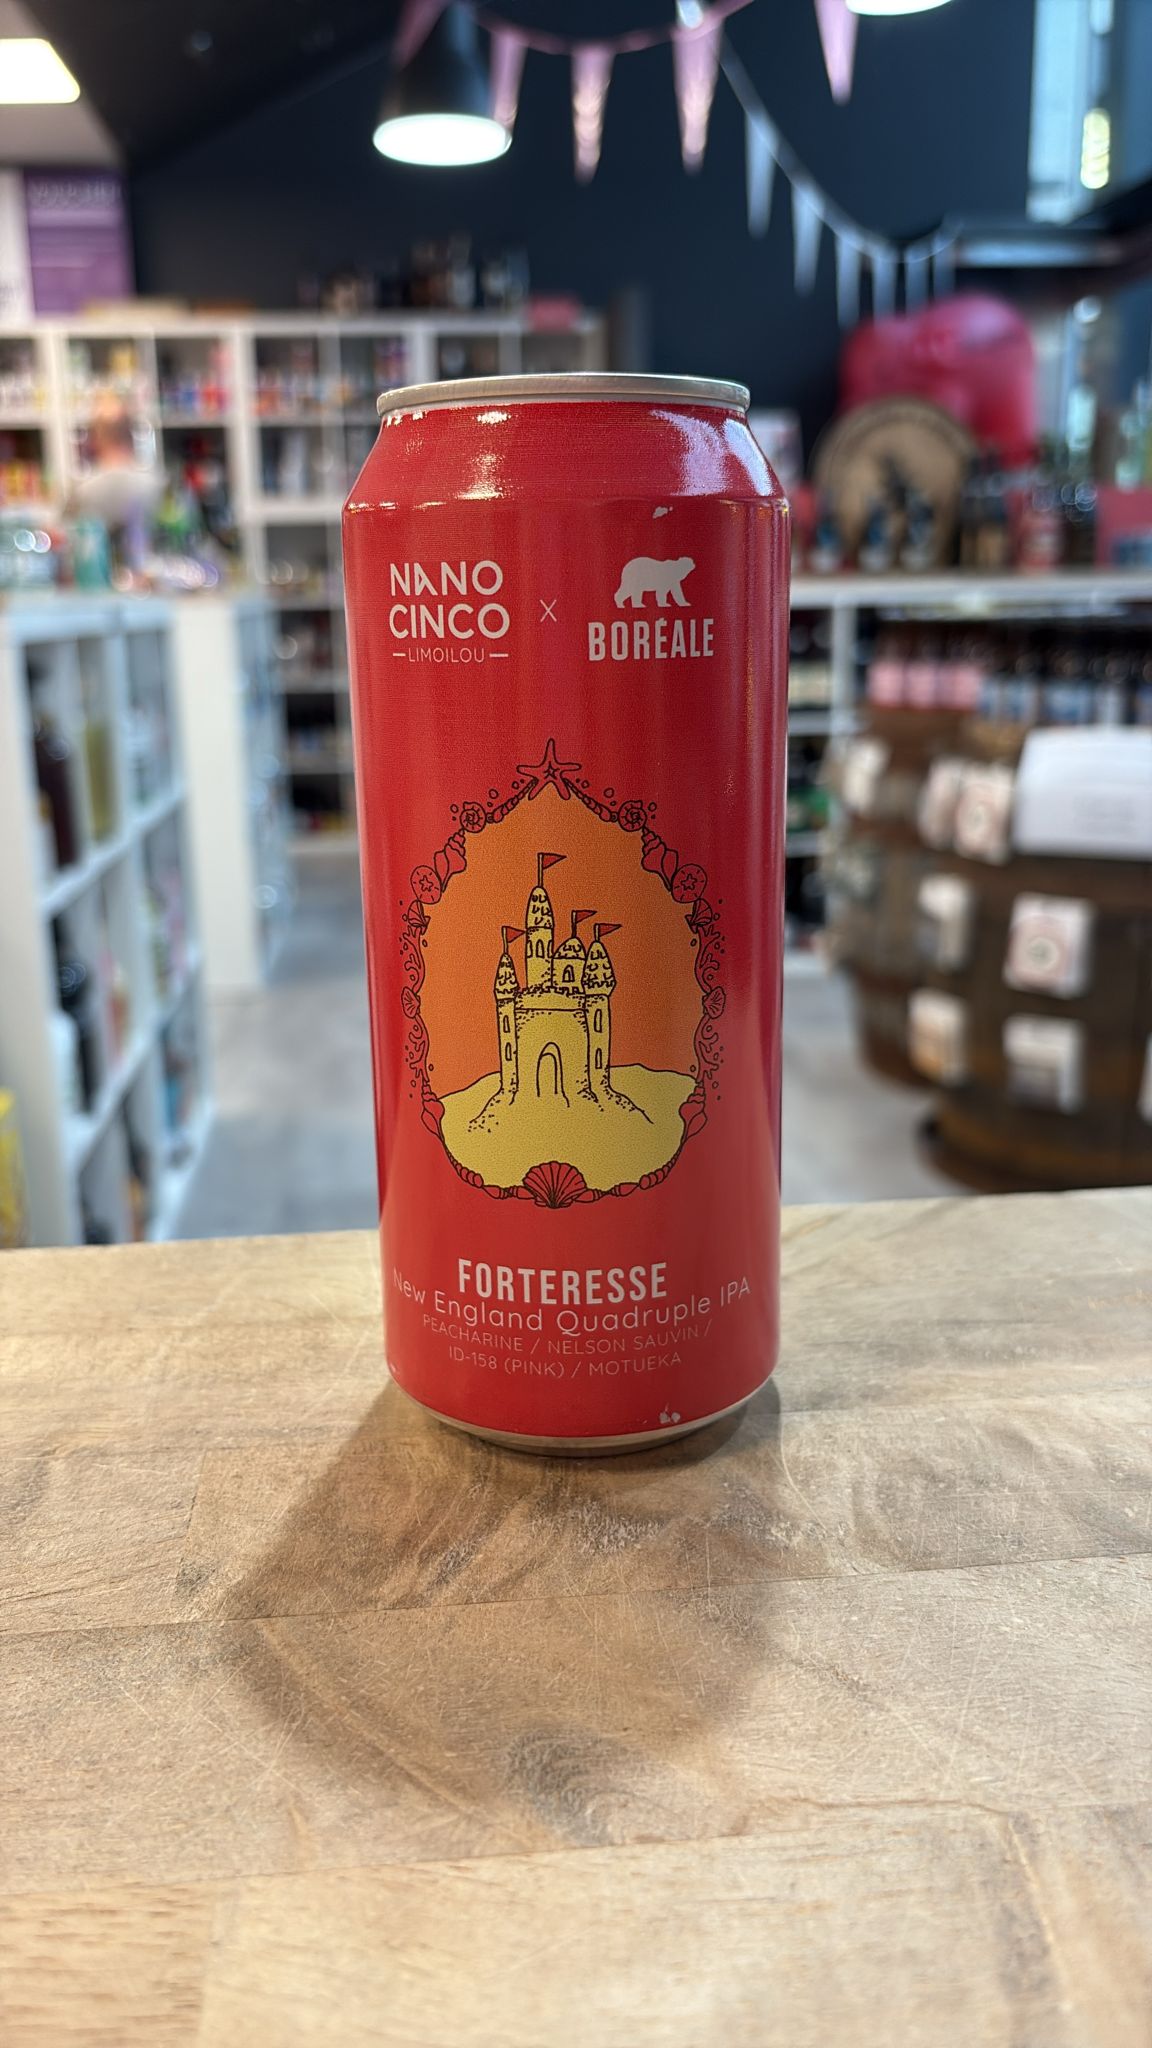 NANO
CINCO
LIMOILOU
X
BORÉALE
FORTERESSE
New England Quadruple IPA
PEACHARINE / NELSON SAUVIN /
ID-158 (PINK) / MOTUEKA